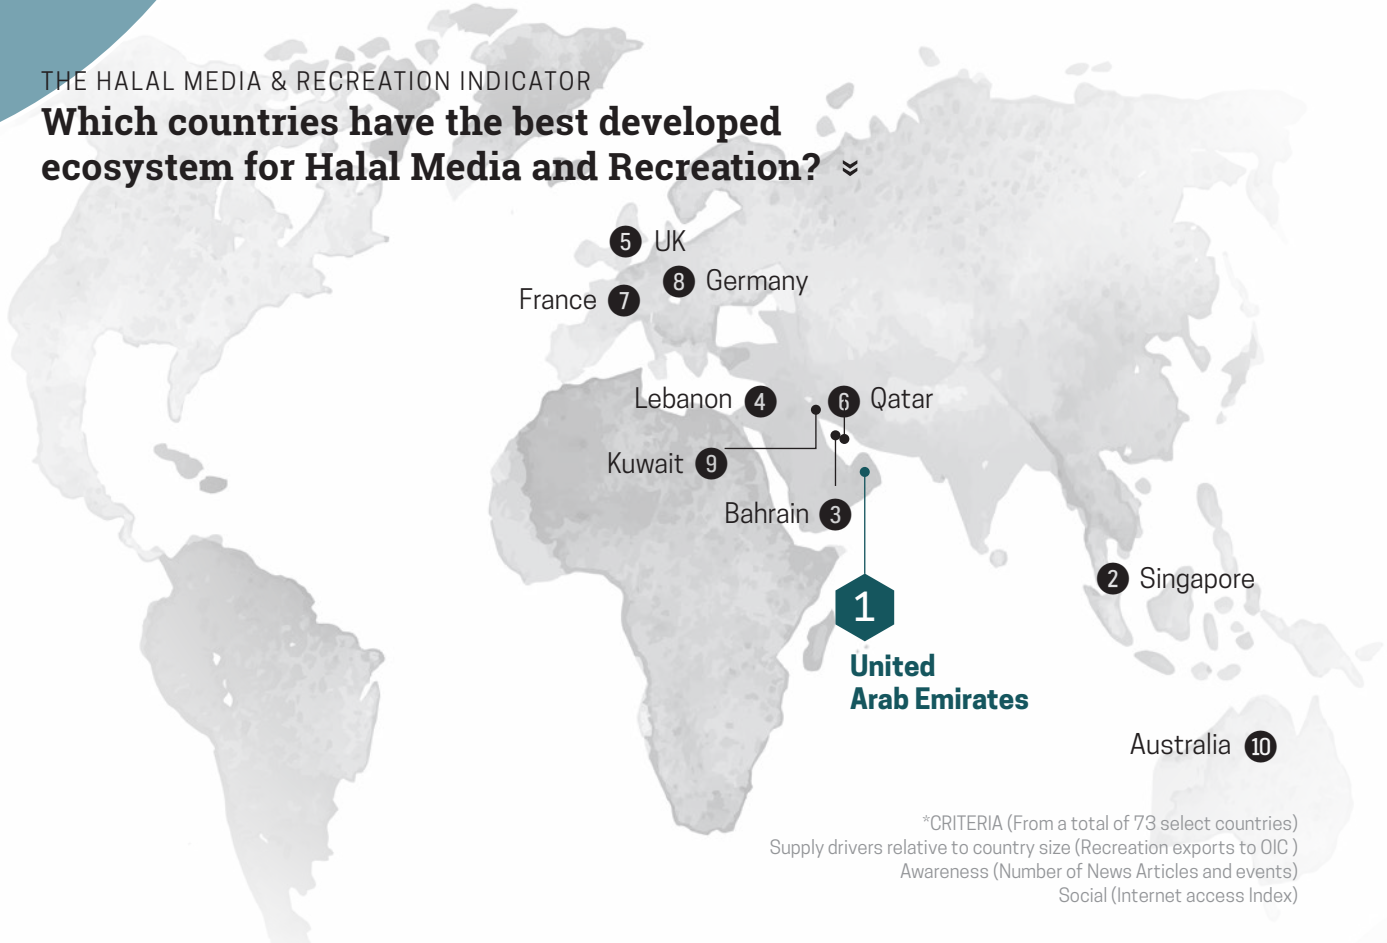 THE HALAL MEDIA & RECREATION INDICATOR
Which countries have the best developed
ecosystem for Halal Media and Recreation?
5 UK
8 Germany
France 7
Lebanon 4
6 Qatar
Kuwait 9
Bahrain 3
2 Singapore
1
United
Arab Emirates
Australia 10
*CRITERIA (From a total of 73 select countries)
Supply drivers relative to country size (Recreation exports to OIC )
Awareness (Number of News Articles and events)
Social (Internet access Index)